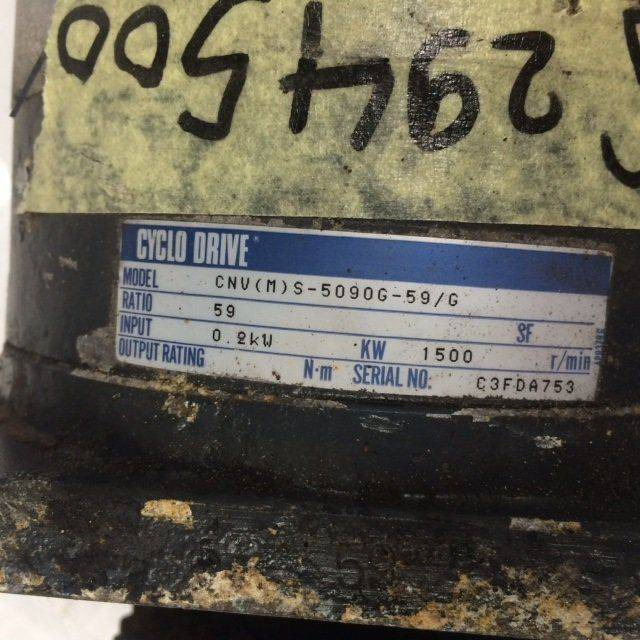 CYCLO DRIVE®
MODEL CNV(M)S-5090G-59/G
RATIO 59 SF
INPUT 0.2kW KW 1500 r/min
OUTPUT RATING N·m SERIAL NO: C3FDA753